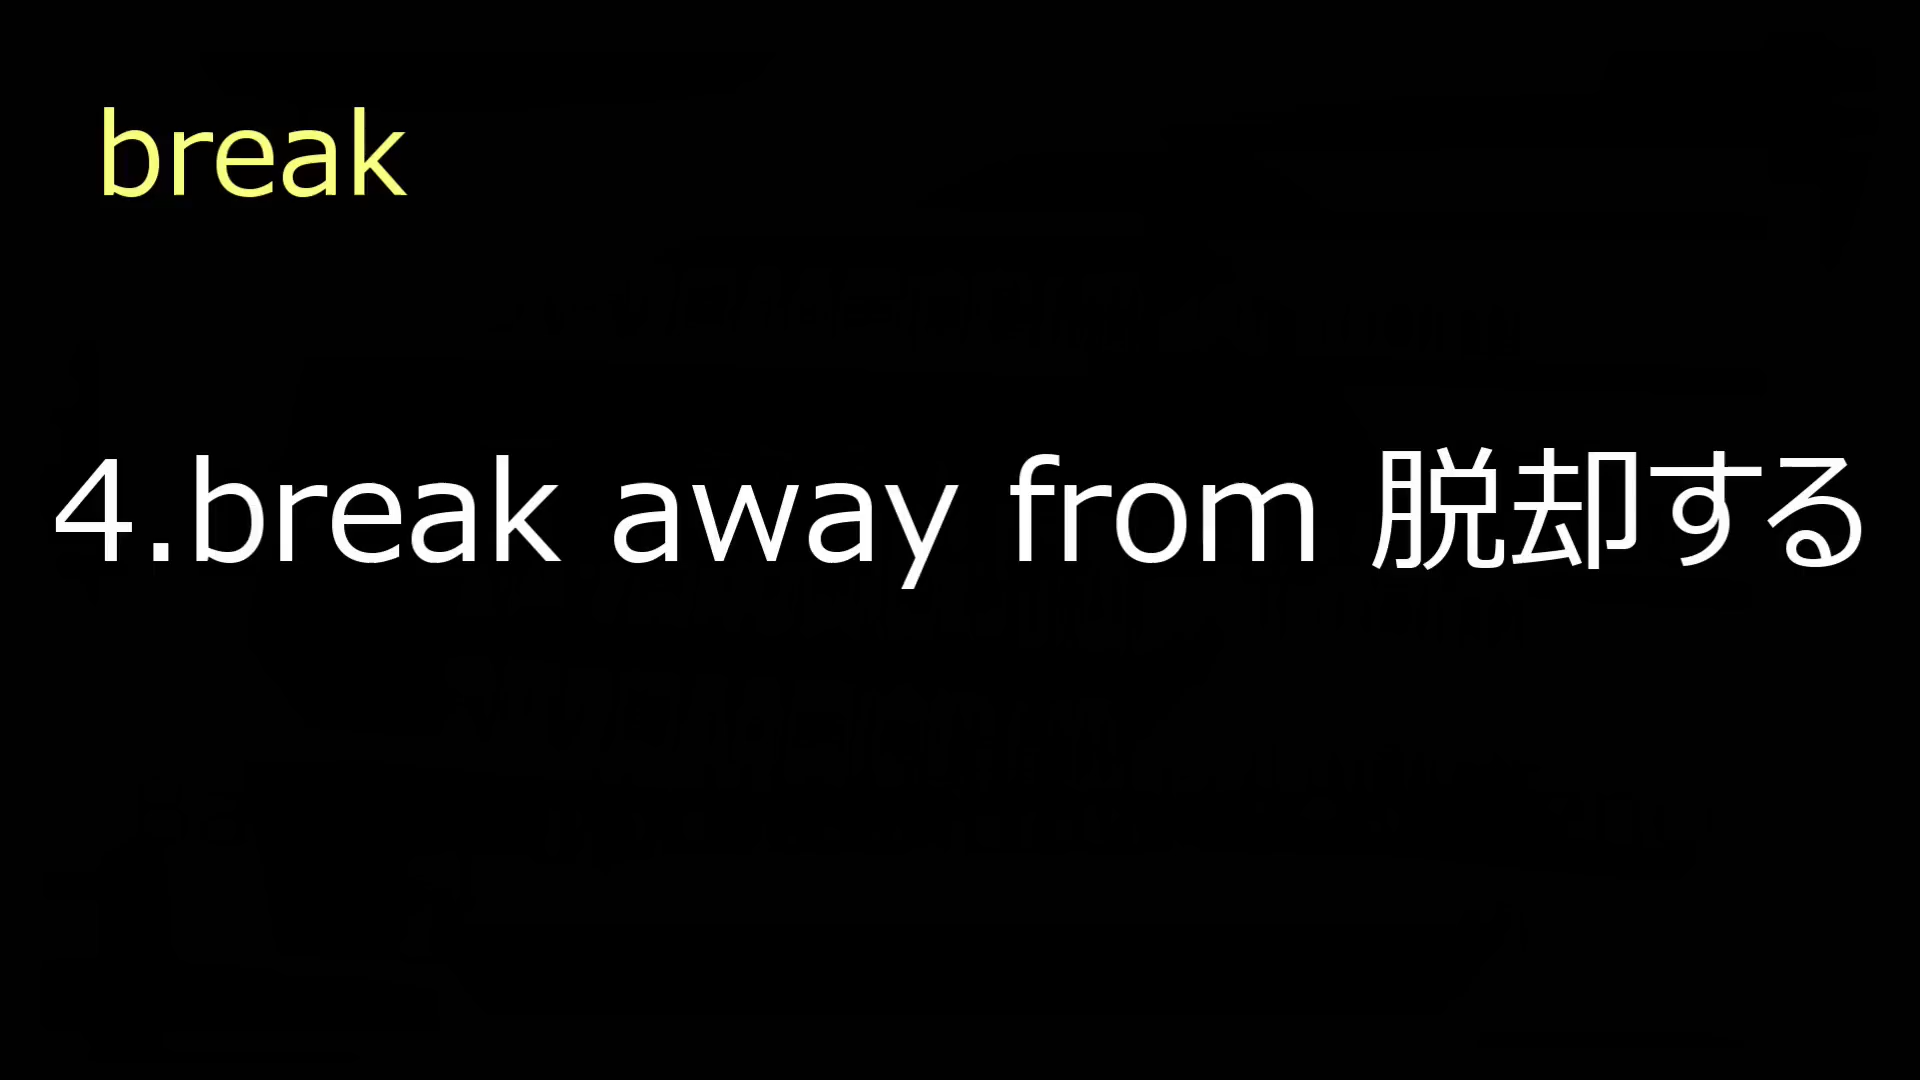 break
4.break away from 脱却する